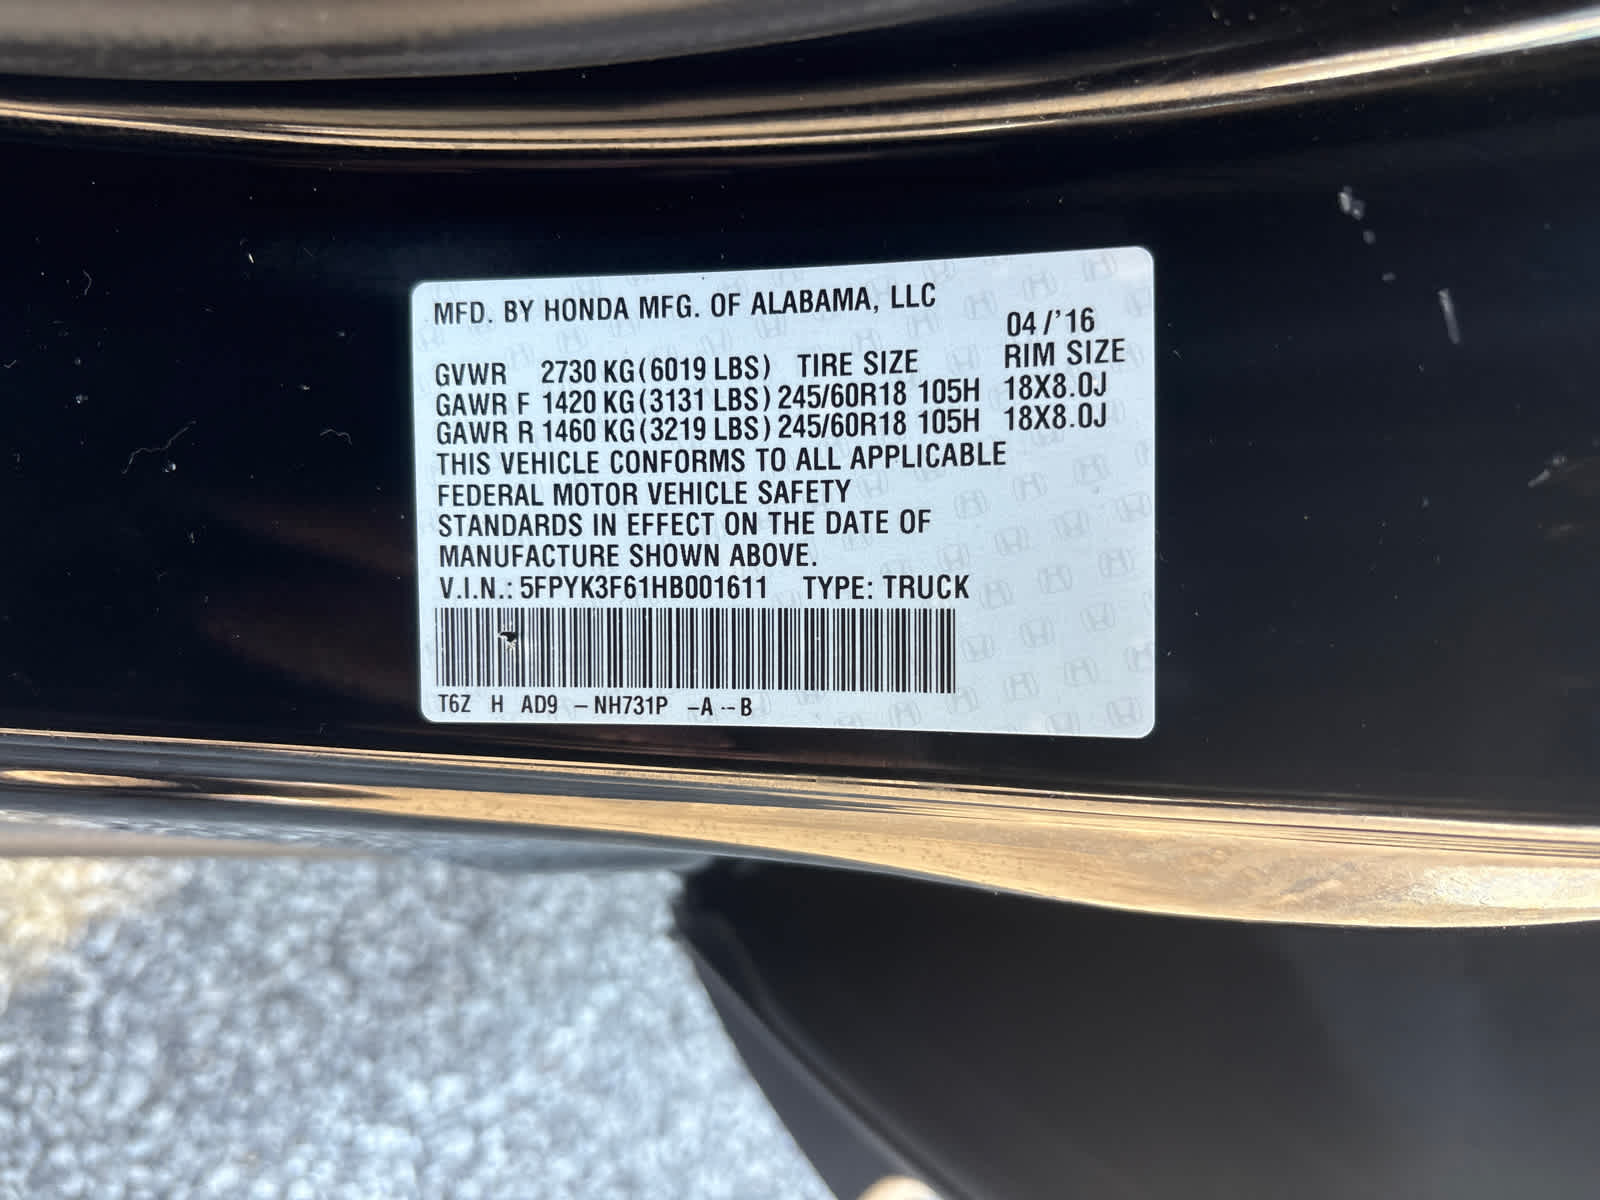 MFD. BY HONDA MFG. OF ALABAMA, LLC
04/'16
GVWR 2730 KG(6019 LBS) TIRE SIZE RIM SIZE
GAWR F 1420 KG(3131 LBS) 245/60R18 105H 18X8.0J
GAWR R 1460 KG(3219 LBS) 245/60R18 105H 18X8.0J
THIS VEHICLE CONFORMS TO ALL APPLICABLE
FEDERAL MOTOR VEHICLE SAFETY
STANDARDS IN EFFECT ON THE DATE OF
MANUFACTURE SHOWN ABOVE.
V.I.N.: 5FPYK3F61HB001611 TYPE: TRUCK
T6Z H AD9 -NH731P -A--B